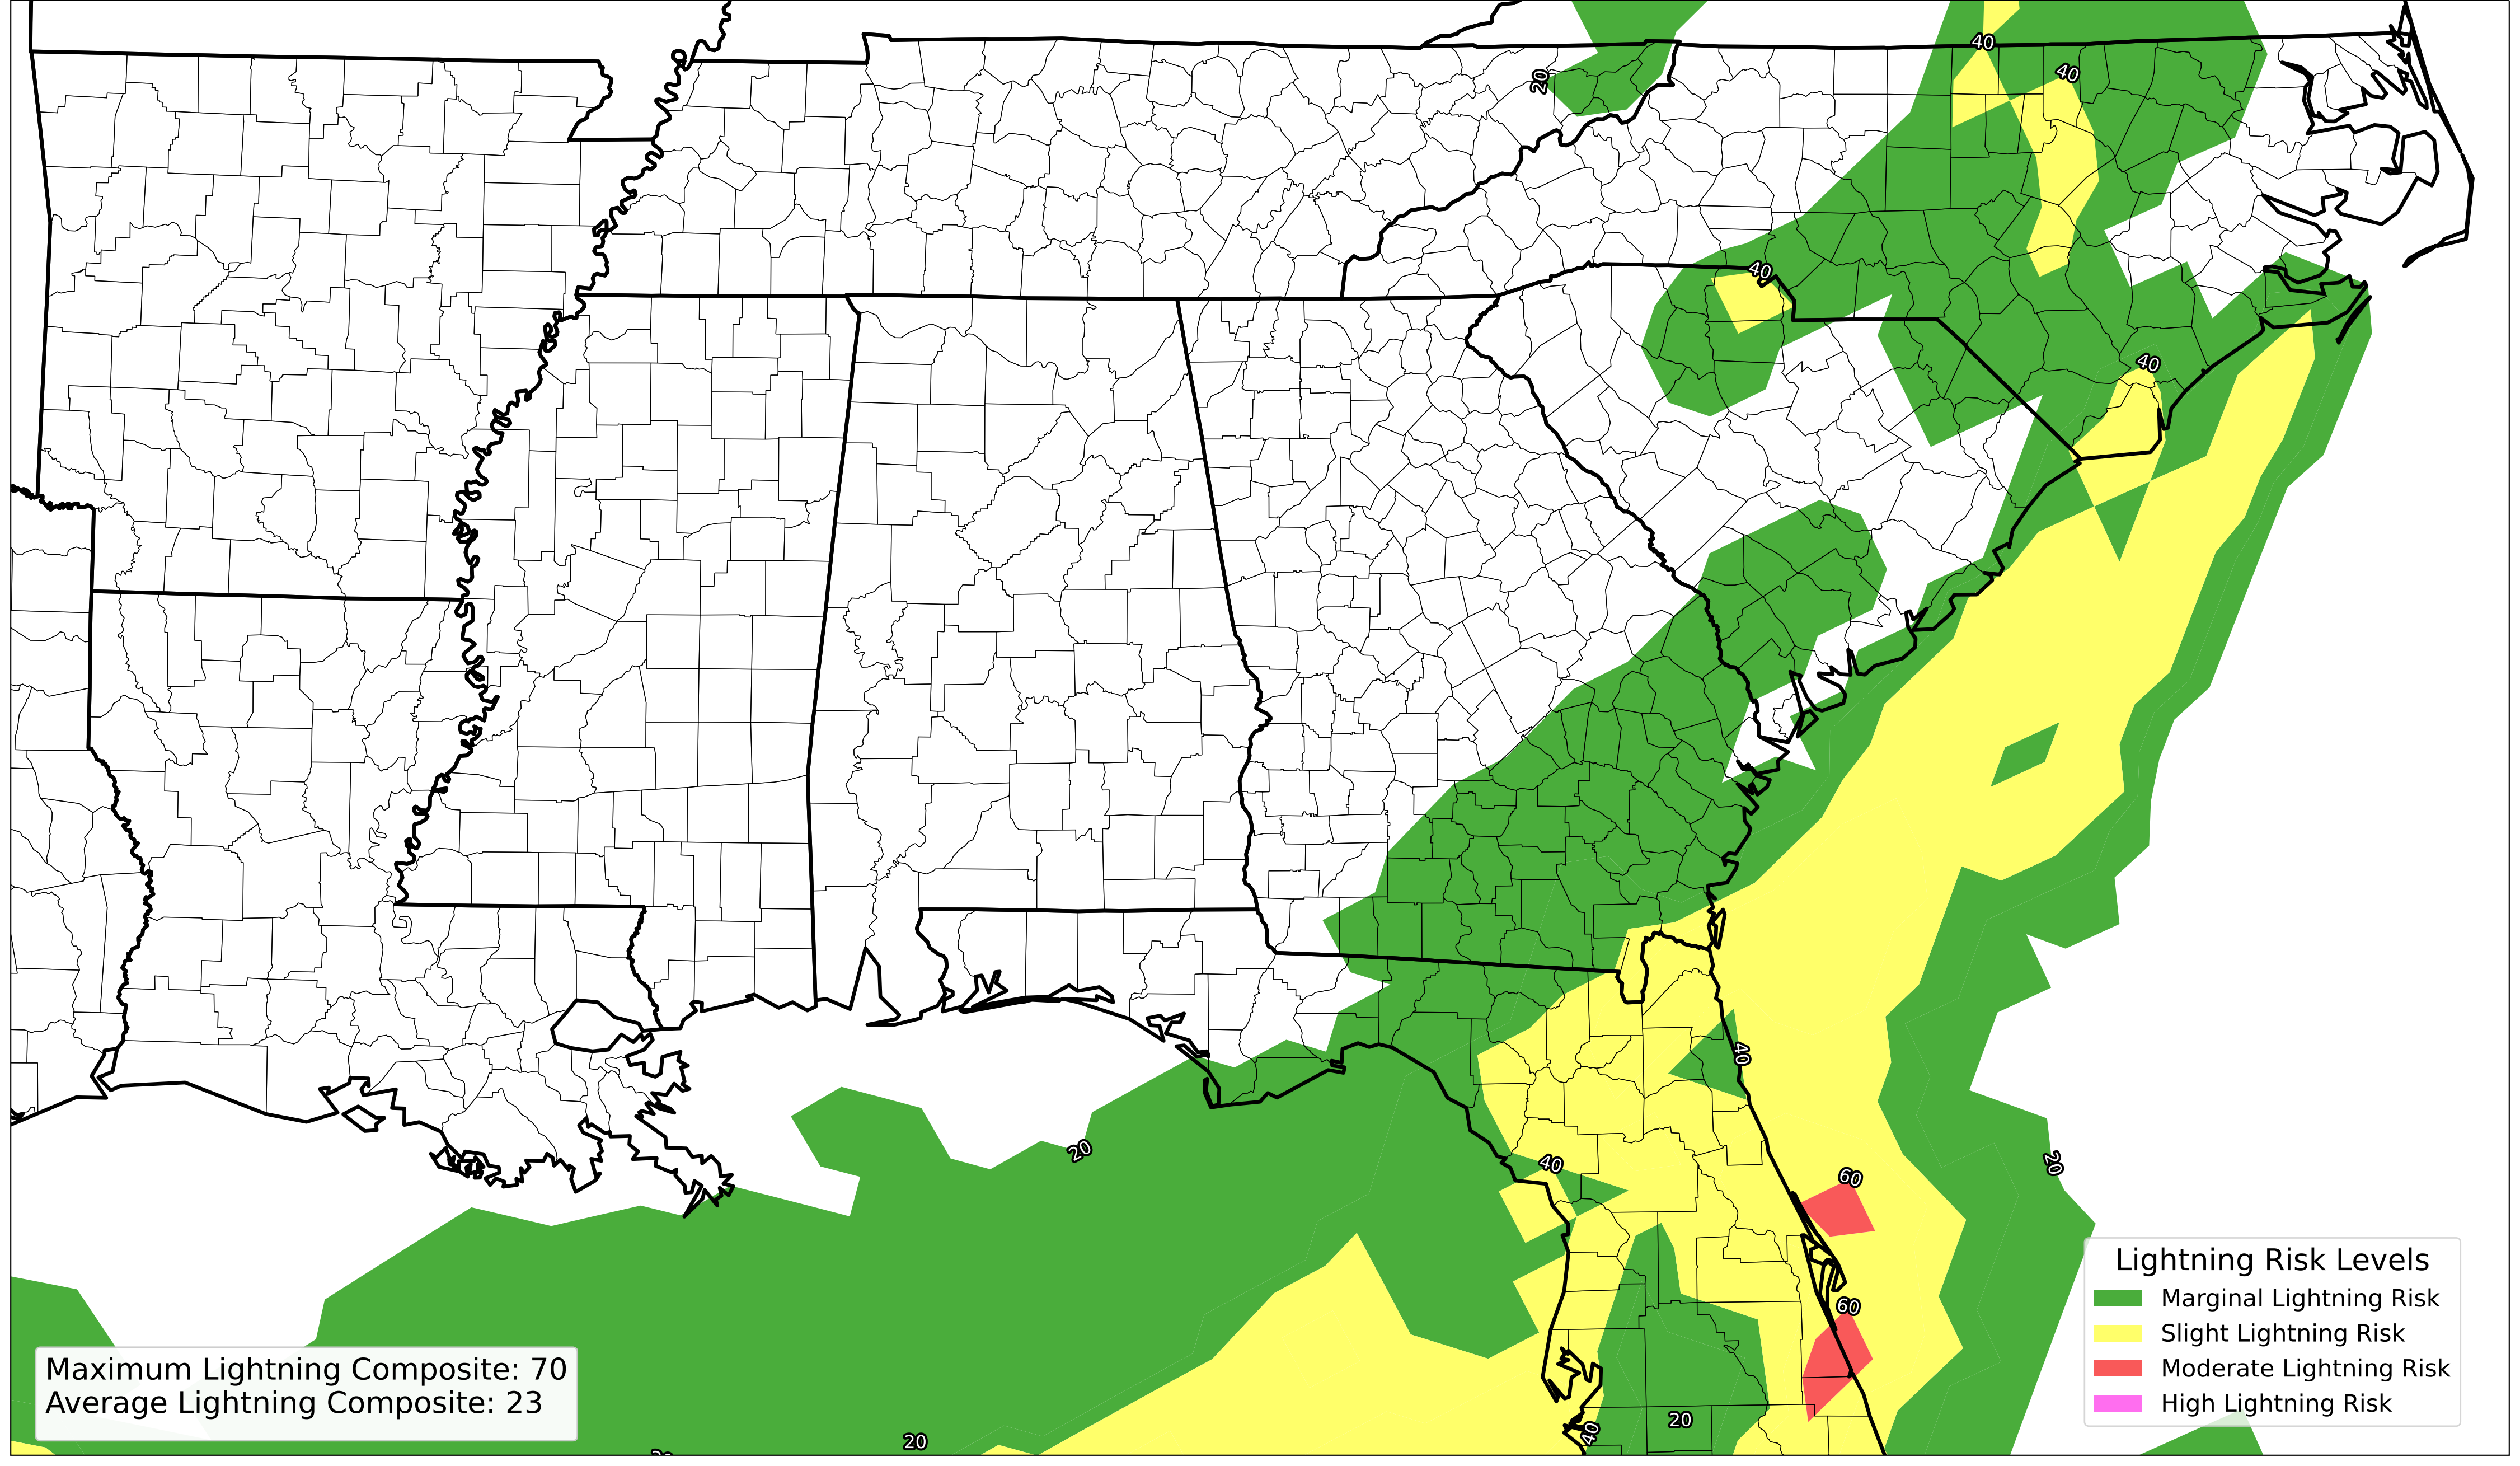 40
40
20
40
40
40
20
40
20
60
60
20
40
20
Lightning Risk Levels
Marginal Lightning Risk
Slight Lightning Risk
Moderate Lightning Risk
High Lightning Risk
Maximum Lightning Composite: 70
Average Lightning Composite: 23